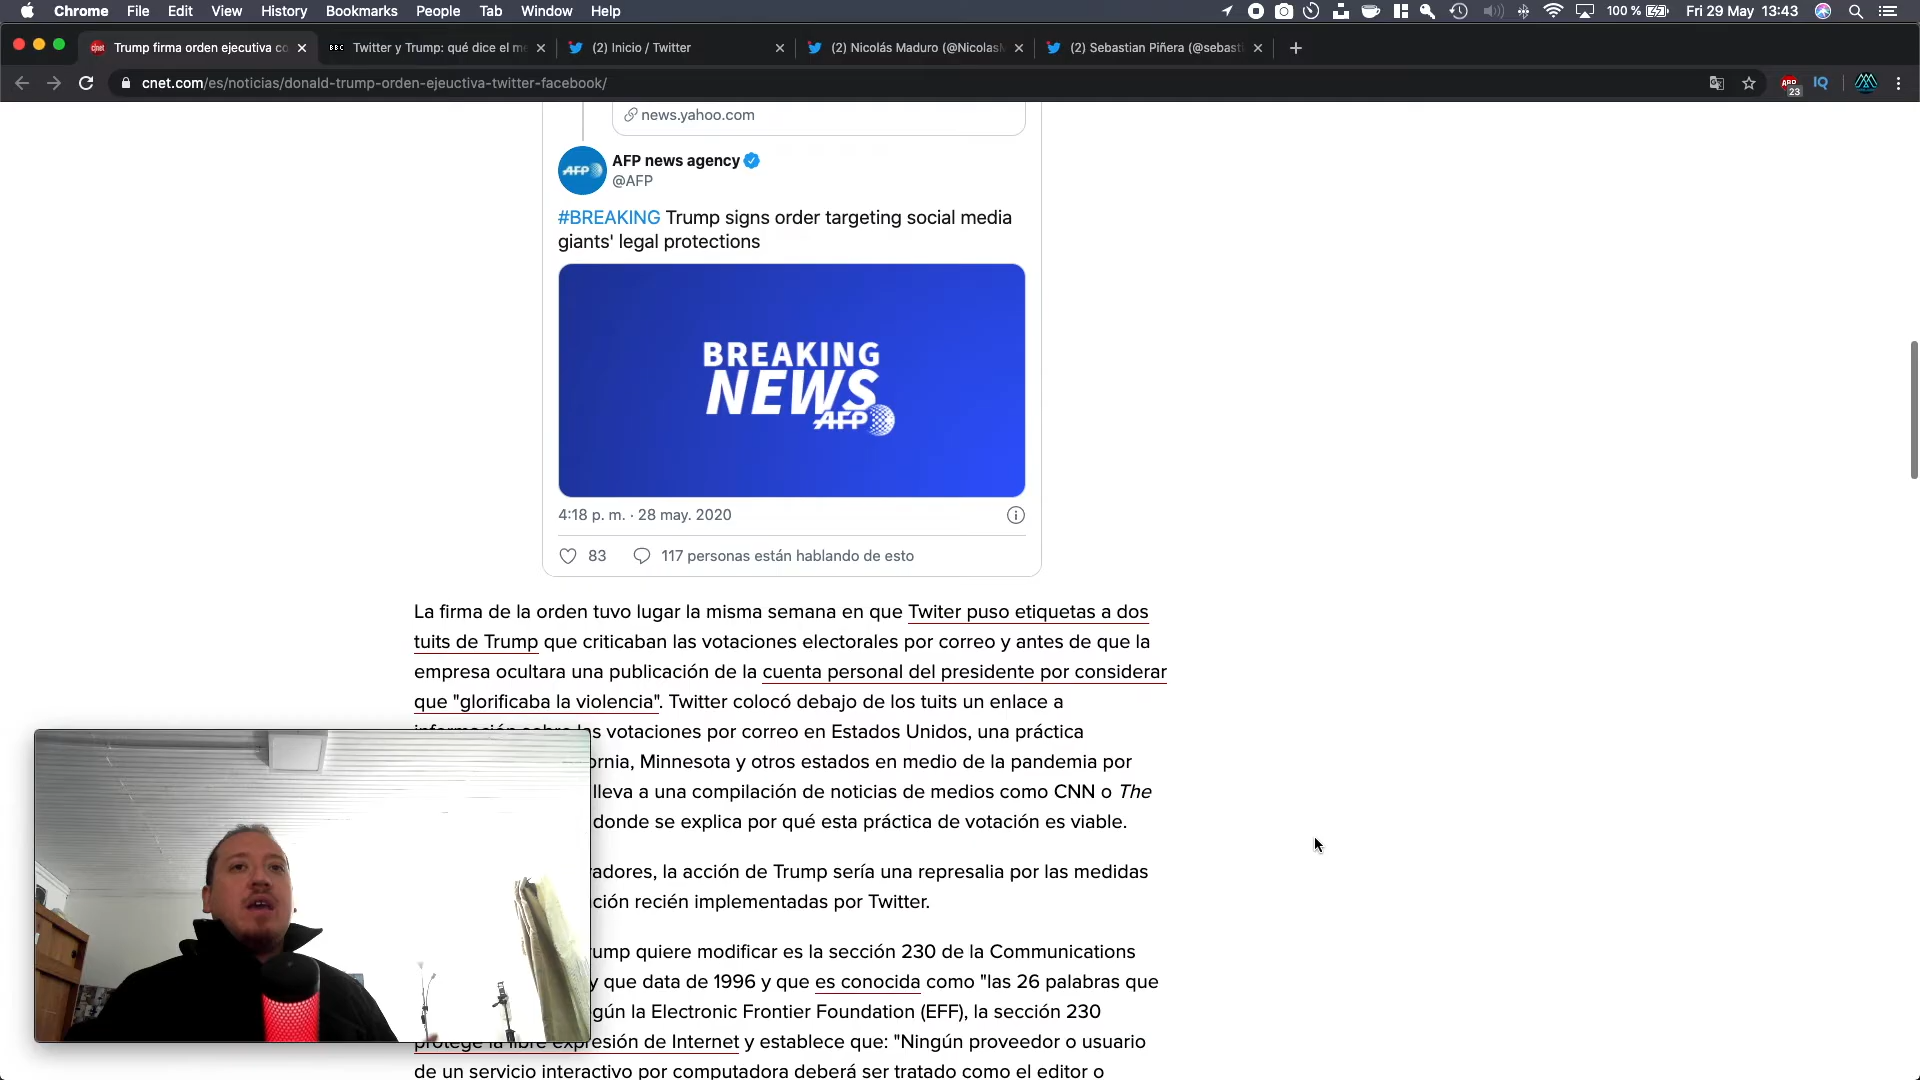 Chrome File Edit View History Bookmarks People Tab Window Help 100 % Fri 29 May 13:43
cnet Trump firma orden ejecutiva co BBC Twitter y Trump: qué dice el me (2) Inicio / Twitter (2) Nicolás Maduro (@NicolasM (2) Sebastian Piñera (@sebasti
cnet.com/es/noticias/donald-trump-orden-ejeuctiva-twitter-facebook/ ABD 23 IQ
news.yahoo.com
AFP AFP news agency
@AFP
#BREAKING Trump signs order targeting social media
giants' legal protections
BREAKING
NEWS
AFP
4:18 p. m. · 28 may. 2020
83 117 personas están hablando de esto
La firma de la orden tuvo lugar la misma semana en que Twiter puso etiquetas a dos
tuits de Trump que criticaban las votaciones electorales por correo y antes de que la
empresa ocultara una publicación de la cuenta personal del presidente por considerar
que "glorificaba la violencia". Twitter colocó debajo de los tuits un enlace a
votaciones por correo en Estados Unidos, una práctica
ornia, Minnesota y otros estados en medio de la pandemia por
lleva a una compilación de noticias de medios como CNN o The
donde se explica por qué esta práctica de votación es viable.
adores, la acción de Trump sería una represalia por las medidas
ción recién implementadas por Twitter.
ump quiere modificar es la sección 230 de la Communications
y que data de 1996 y que es conocida como "las 26 palabras que
gún la Electronic Frontier Foundation (EFF), la sección 230
protege la libre expresión de Internet y establece que: "Ningún proveedor o usuario
de un servicio interactivo por computadora deberá ser tratado como el editor o